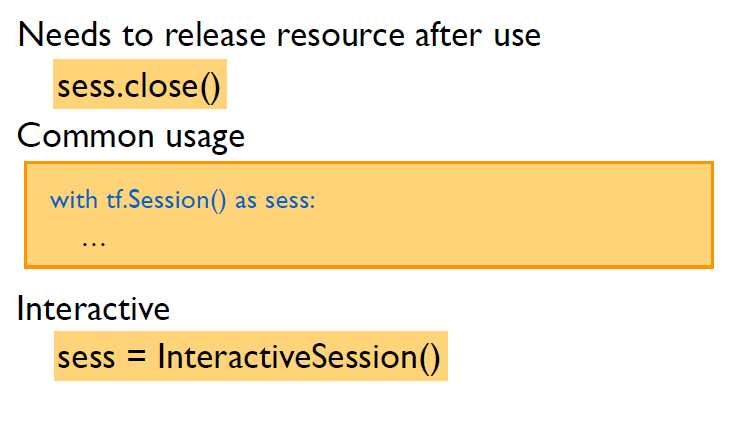 Needs to release resource after use
sess.close()
Common usage
with tf.Session() as sess:
…
Interactive
sess = InteractiveSession()